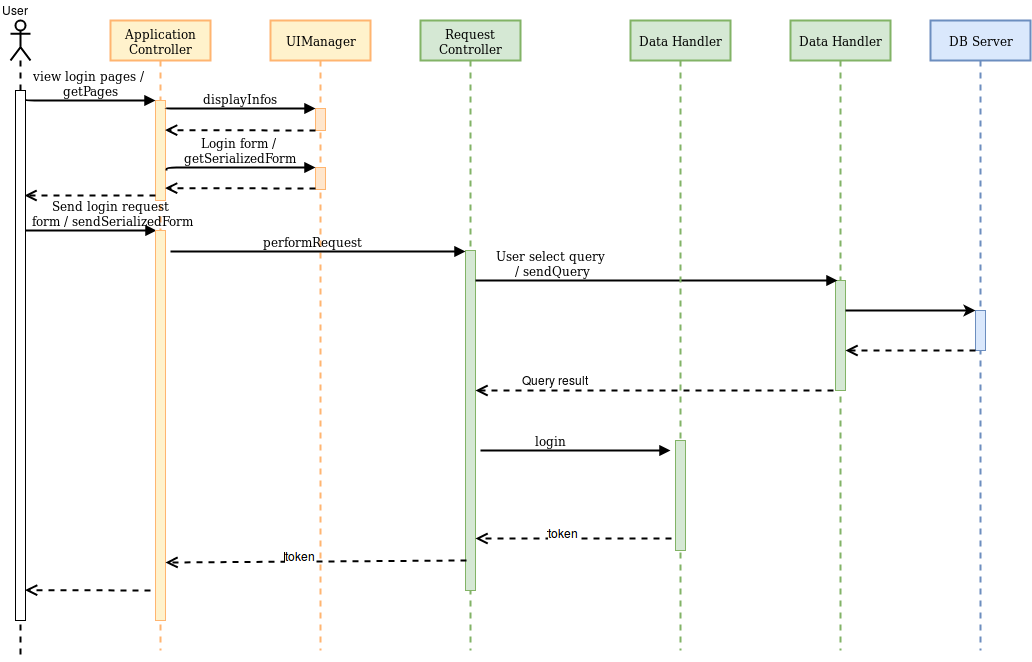 User
Application
Controller
UIManager
Request
Controller
Data Handler
Data Handler
DB Server
view login pages /
getPages
displayInfos
Login form /
getSerializedForm
Send login request
form / sendSerializedForm
performRequest
User select query
/ sendQuery
Query result
login
token
token